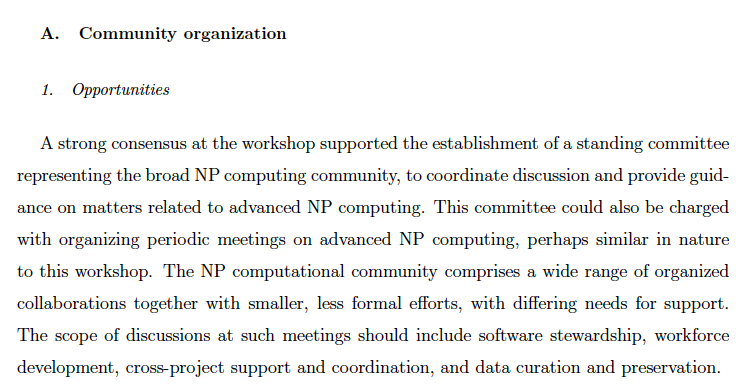 A. Community organization
1. Opportunities
A strong consensus at the workshop supported the establishment of a standing committee
representing the broad NP computing community, to coordinate discussion and provide guid-
ance on matters related to advanced NP computing. This committee could also be charged
with organizing periodic meetings on advanced NP computing, perhaps similar in nature
to this workshop. The NP computational community comprises a wide range of organized
collaborations together with smaller, less formal efforts, with differing needs for support.
The scope of discussions at such meetings should include software stewardship, workforce
development, cross-project support and coordination, and data curation and preservation.